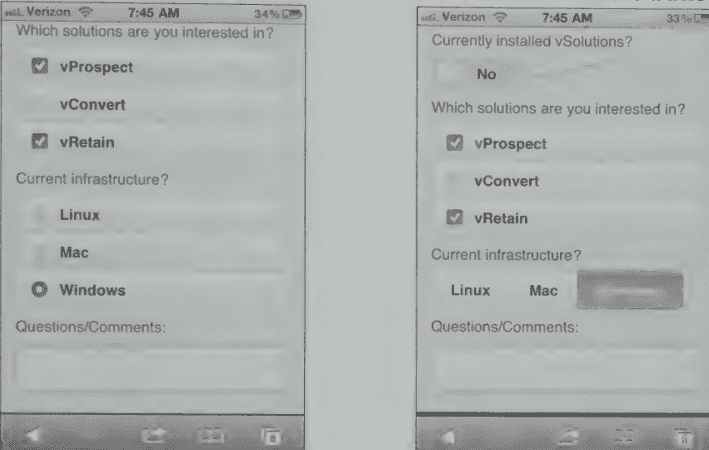 Verizon 7:45 AM 34%
Which solutions are you interested in?
vProspect
vConvert
vRetain
Current infrastructure?
Linux
Mac
Windows
Questions/Comments:
8
Verizon 7:45 AM 33%
Currently installed vSolutions?
No
Which solutions are you interested in?
vProspect
vConvert
vRetain
Current infrastructure?
Linux Mac
Questions/Comments:
8